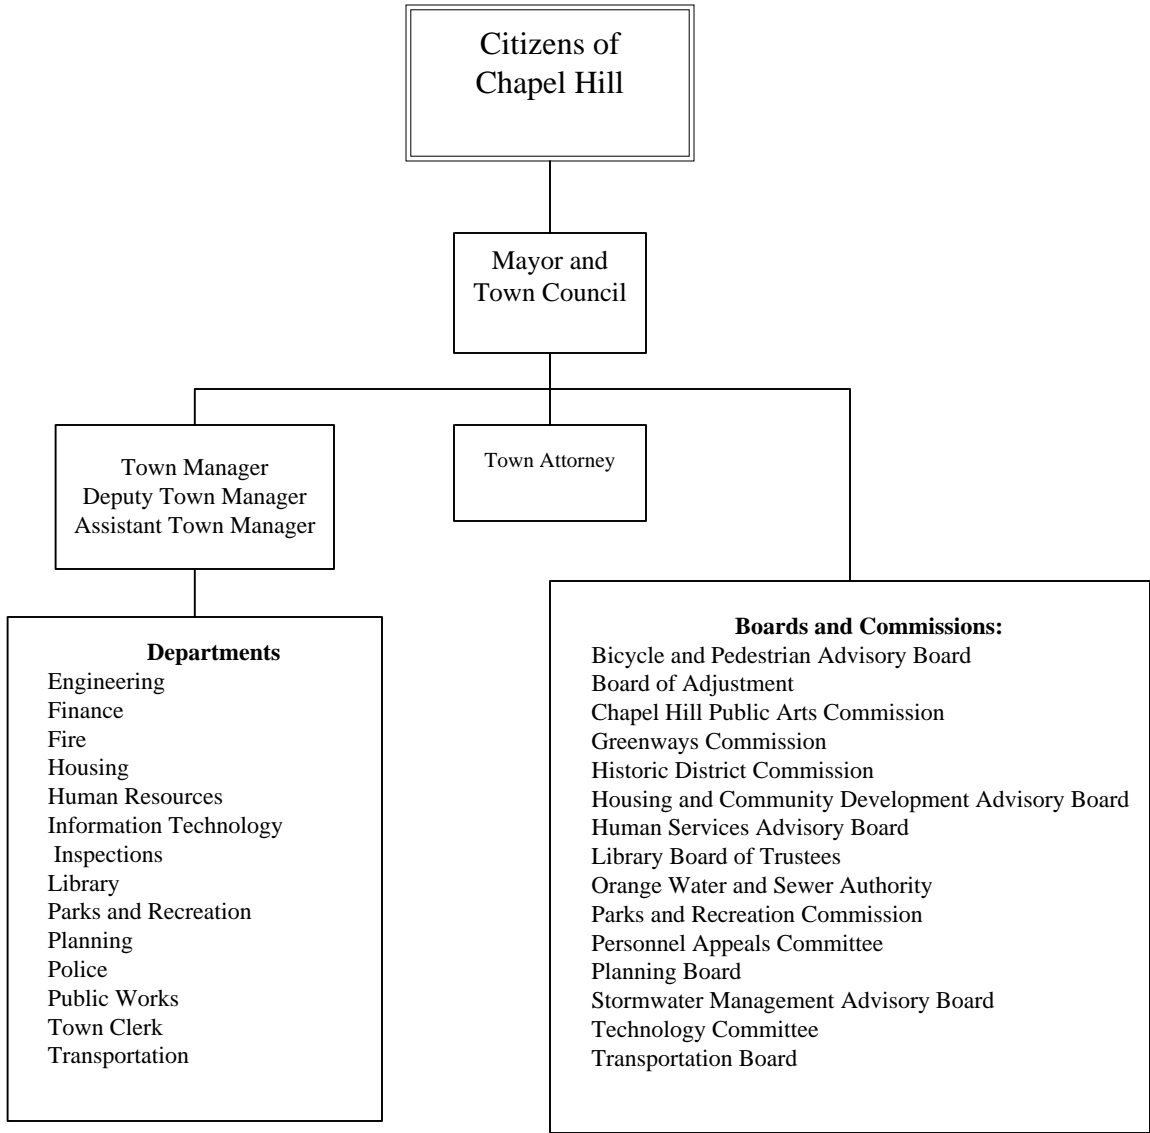 Citizens of
Chapel Hill
Mayor and
Town Council
Town Manager
Deputy Town Manager
Assistant Town Manager
Town Attorney
Departments
Engineering
Finance
Fire
Housing
Human Resources
Information Technology
Inspections
Library
Parks and Recreation
Planning
Police
Public Works
Town Clerk
Transportation
Boards and Commissions:
Bicycle and Pedestrian Advisory Board
Board of Adjustment
Chapel Hill Public Arts Commission
Greenways Commission
Historic District Commission
Housing and Community Development Advisory Board
Human Services Advisory Board
Library Board of Trustees
Orange Water and Sewer Authority
Parks and Recreation Commission
Personnel Appeals Committee
Planning Board
Stormwater Management Advisory Board
Technology Committee
Transportation Board